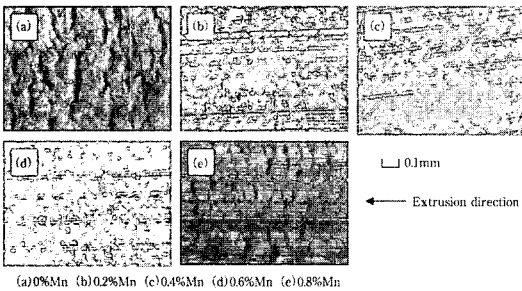 (a)
(b)
(c)
(d)
(e)
0.1mm
Extrusion direction
(a)0%Mn (b)0.2%Mn (c)0.4%Mn (d)0.6%Mn (e)0.8%Mn